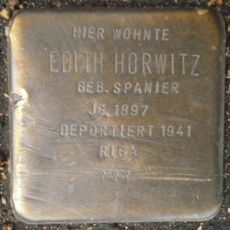 HIER WOHNTE
EDITH HORWITZ
GEB. SPANIER
JG. 1897
DEPORTIERT 1941
RIGA
???